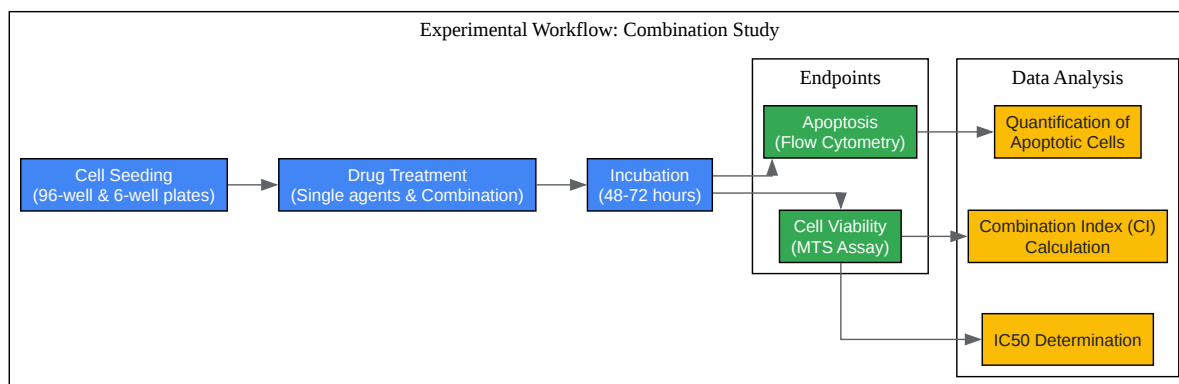 Experimental Workflow: Combination Study
Endpoints
Data Analysis
Apoptosis
(Flow Cytometry)
Quantification of
Apoptotic Cells
Cell Seeding
(96-well & 6-well plates)
Drug Treatment
(Single agents & Combination)
Incubation
(48-72 hours)
Cell Viability
(MTS Assay)
Combination Index (CI)
Calculation
IC50 Determination